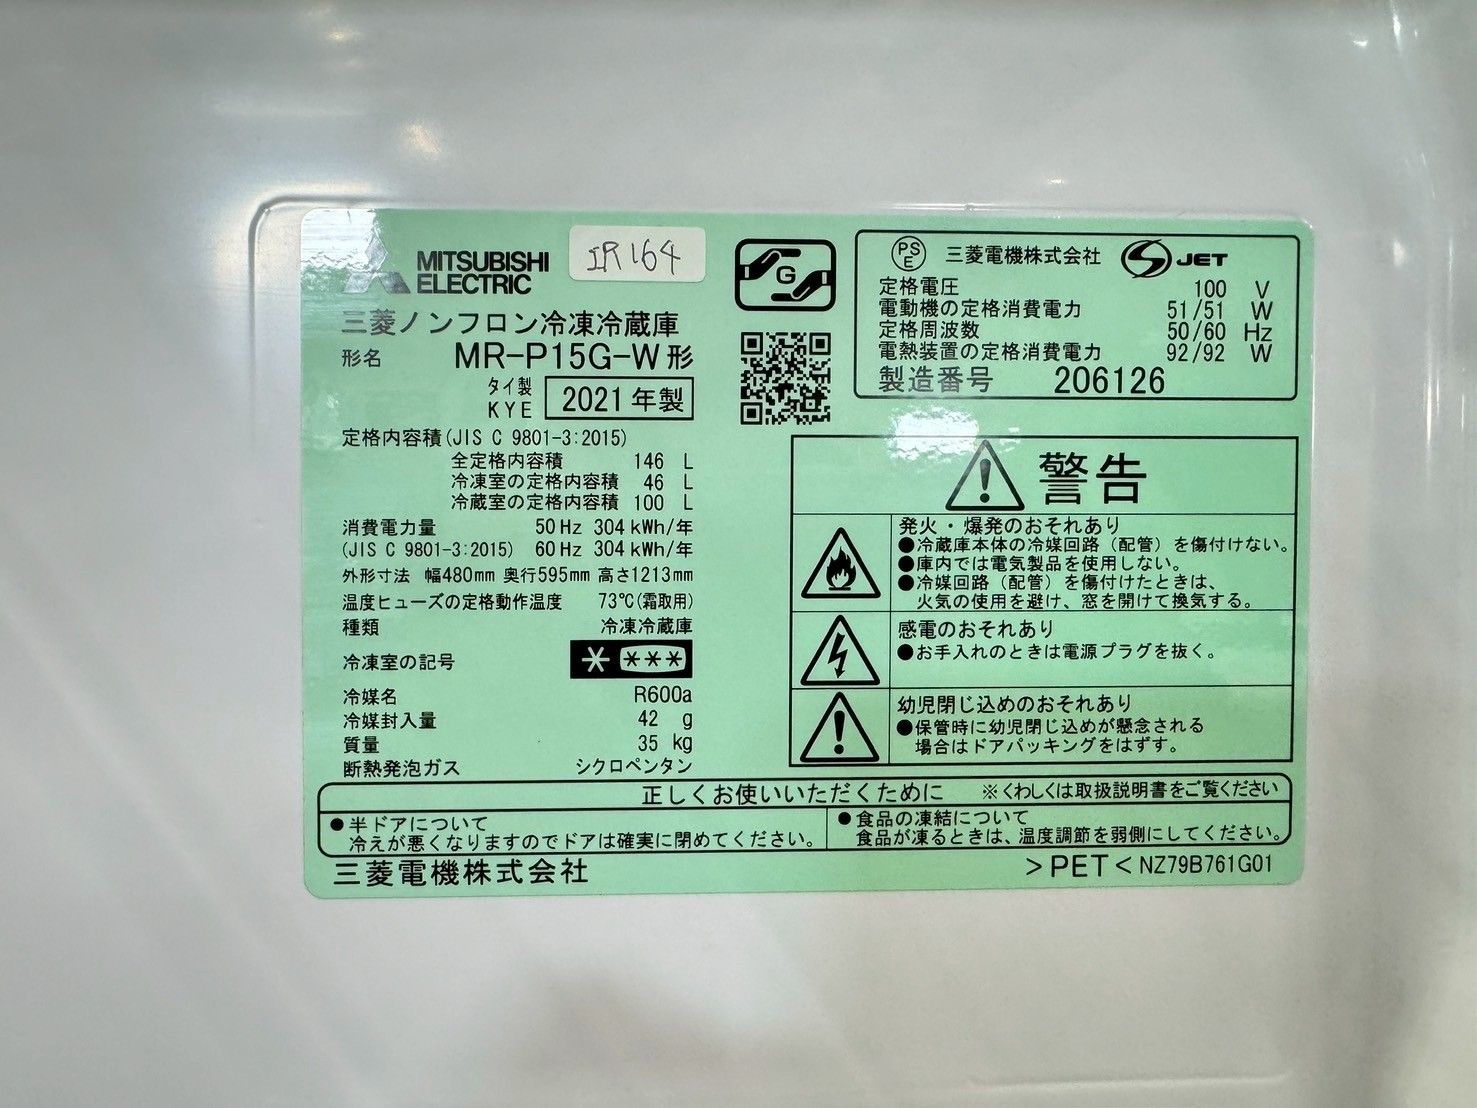 MITSUBISHI
ELECTRIC
IR164
三菱ノンフロン冷凍冷蔵庫
形名 MR-P15G-W形
タイ製
KYE 2021年製
定格内容積(JIS C 9801-3:2015)
全定格内容積 146 L
冷凍室の定格内容積 46 L
冷蔵室の定格内容積 100 L
消費電力量 50Hz 304kWh/年
(JIS C 9801-3:2015) 60Hz 304kWh/年
外形寸法 幅480mm 奥行595mm 高さ1213mm
温度ヒューズの定格動作温度 73℃(霜取用)
種類 冷凍冷蔵庫
冷凍室の記号 * ***
冷媒名 R600a
冷媒封入量 42 g
質量 35 kg
断熱発泡ガス シクロペンタン
G
PSE 三菱電機株式会社 S JET
定格電圧 100 V
電動機の定格消費電力 51/51 W
定格周波数 50/60 Hz
電熱装置の定格消費電力 92/92 W
製造番号 206126
警告
発火・爆発のおそれあり
●冷蔵庫本体の冷媒回路(配管)を傷付けない。
●庫内では電気製品を使用しない。
●冷媒回路(配管)を傷付けたときは、
火気の使用を避け、窓を開けて換気する。
感電のおそれあり
●お手入れのときは電源プラグを抜く。
幼児閉じ込めのおそれあり
●保管時に幼児閉じ込めが懸念される
場合はドアパッキングをはずす。
正しくお使いいただくために ※くわしくは取扱説明書をご覧ください
●半ドアについて
冷えが悪くなりますのでドアは確実に閉めてください。
●食品の凍結について
食品が凍るときは、温度調節を弱側にしてください。
三菱電機株式会社
>PET< NZ79B761G01